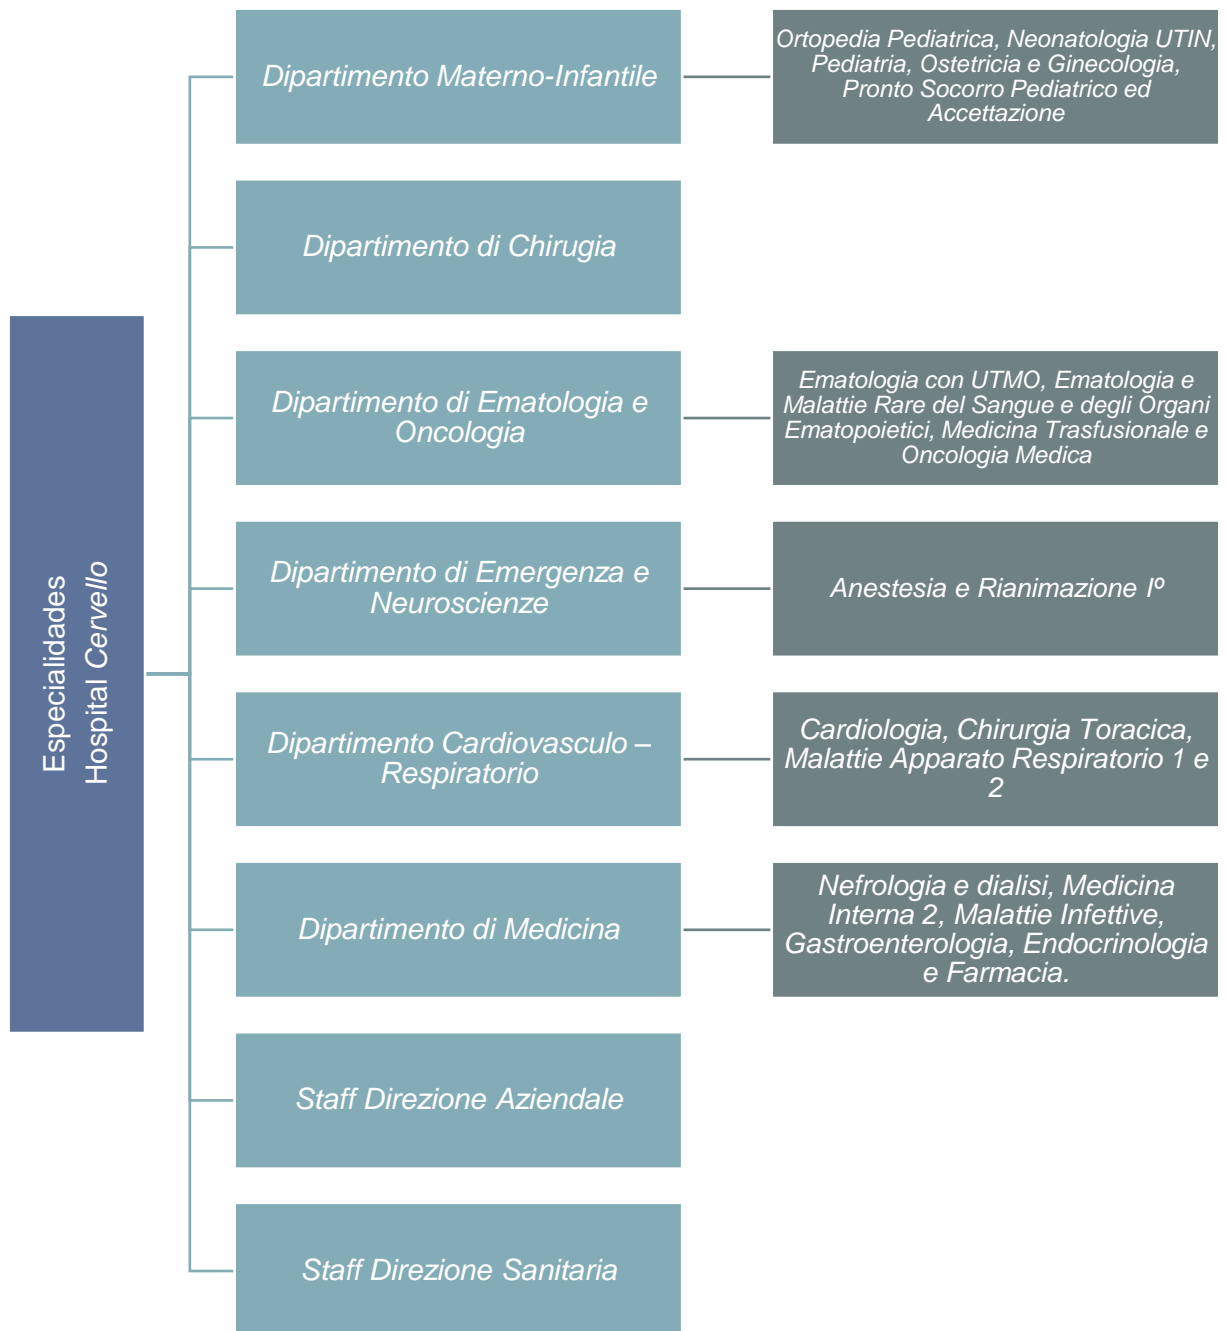 Especialidades
Hospital Cervello
Dipartimento Materno-Infantile
Ortopedia Pediatrica, Neonatologia UTIN,
Pediatria, Ostetricia e Ginecologia,
Pronto Socorro Pediatrico ed
Accettazione
Dipartimento di Chirugia
Dipartimento di Ematologia e
Oncologia
Ematologia con UTMO, Ematologia e
Malattie Rare del Sangue e degli Organi
Ematopoietici, Medicina Trasfusionale e
Oncologia Medica
Dipartimento di Emergenza e
Neuroscienze
Anestesia e Rianimazione Iº
Dipartimento Cardiovasculo –
Respiratorio
Cardiologia, Chirurgia Toracica,
Malattie Apparato Respiratorio 1 e
2
Dipartimento di Medicina
Nefrologia e dialisi, Medicina
Interna 2, Malattie Infettive,
Gastroenterologia, Endocrinologia
e Farmacia.
Staff Direzione Aziendale
Staff Direzione Sanitaria